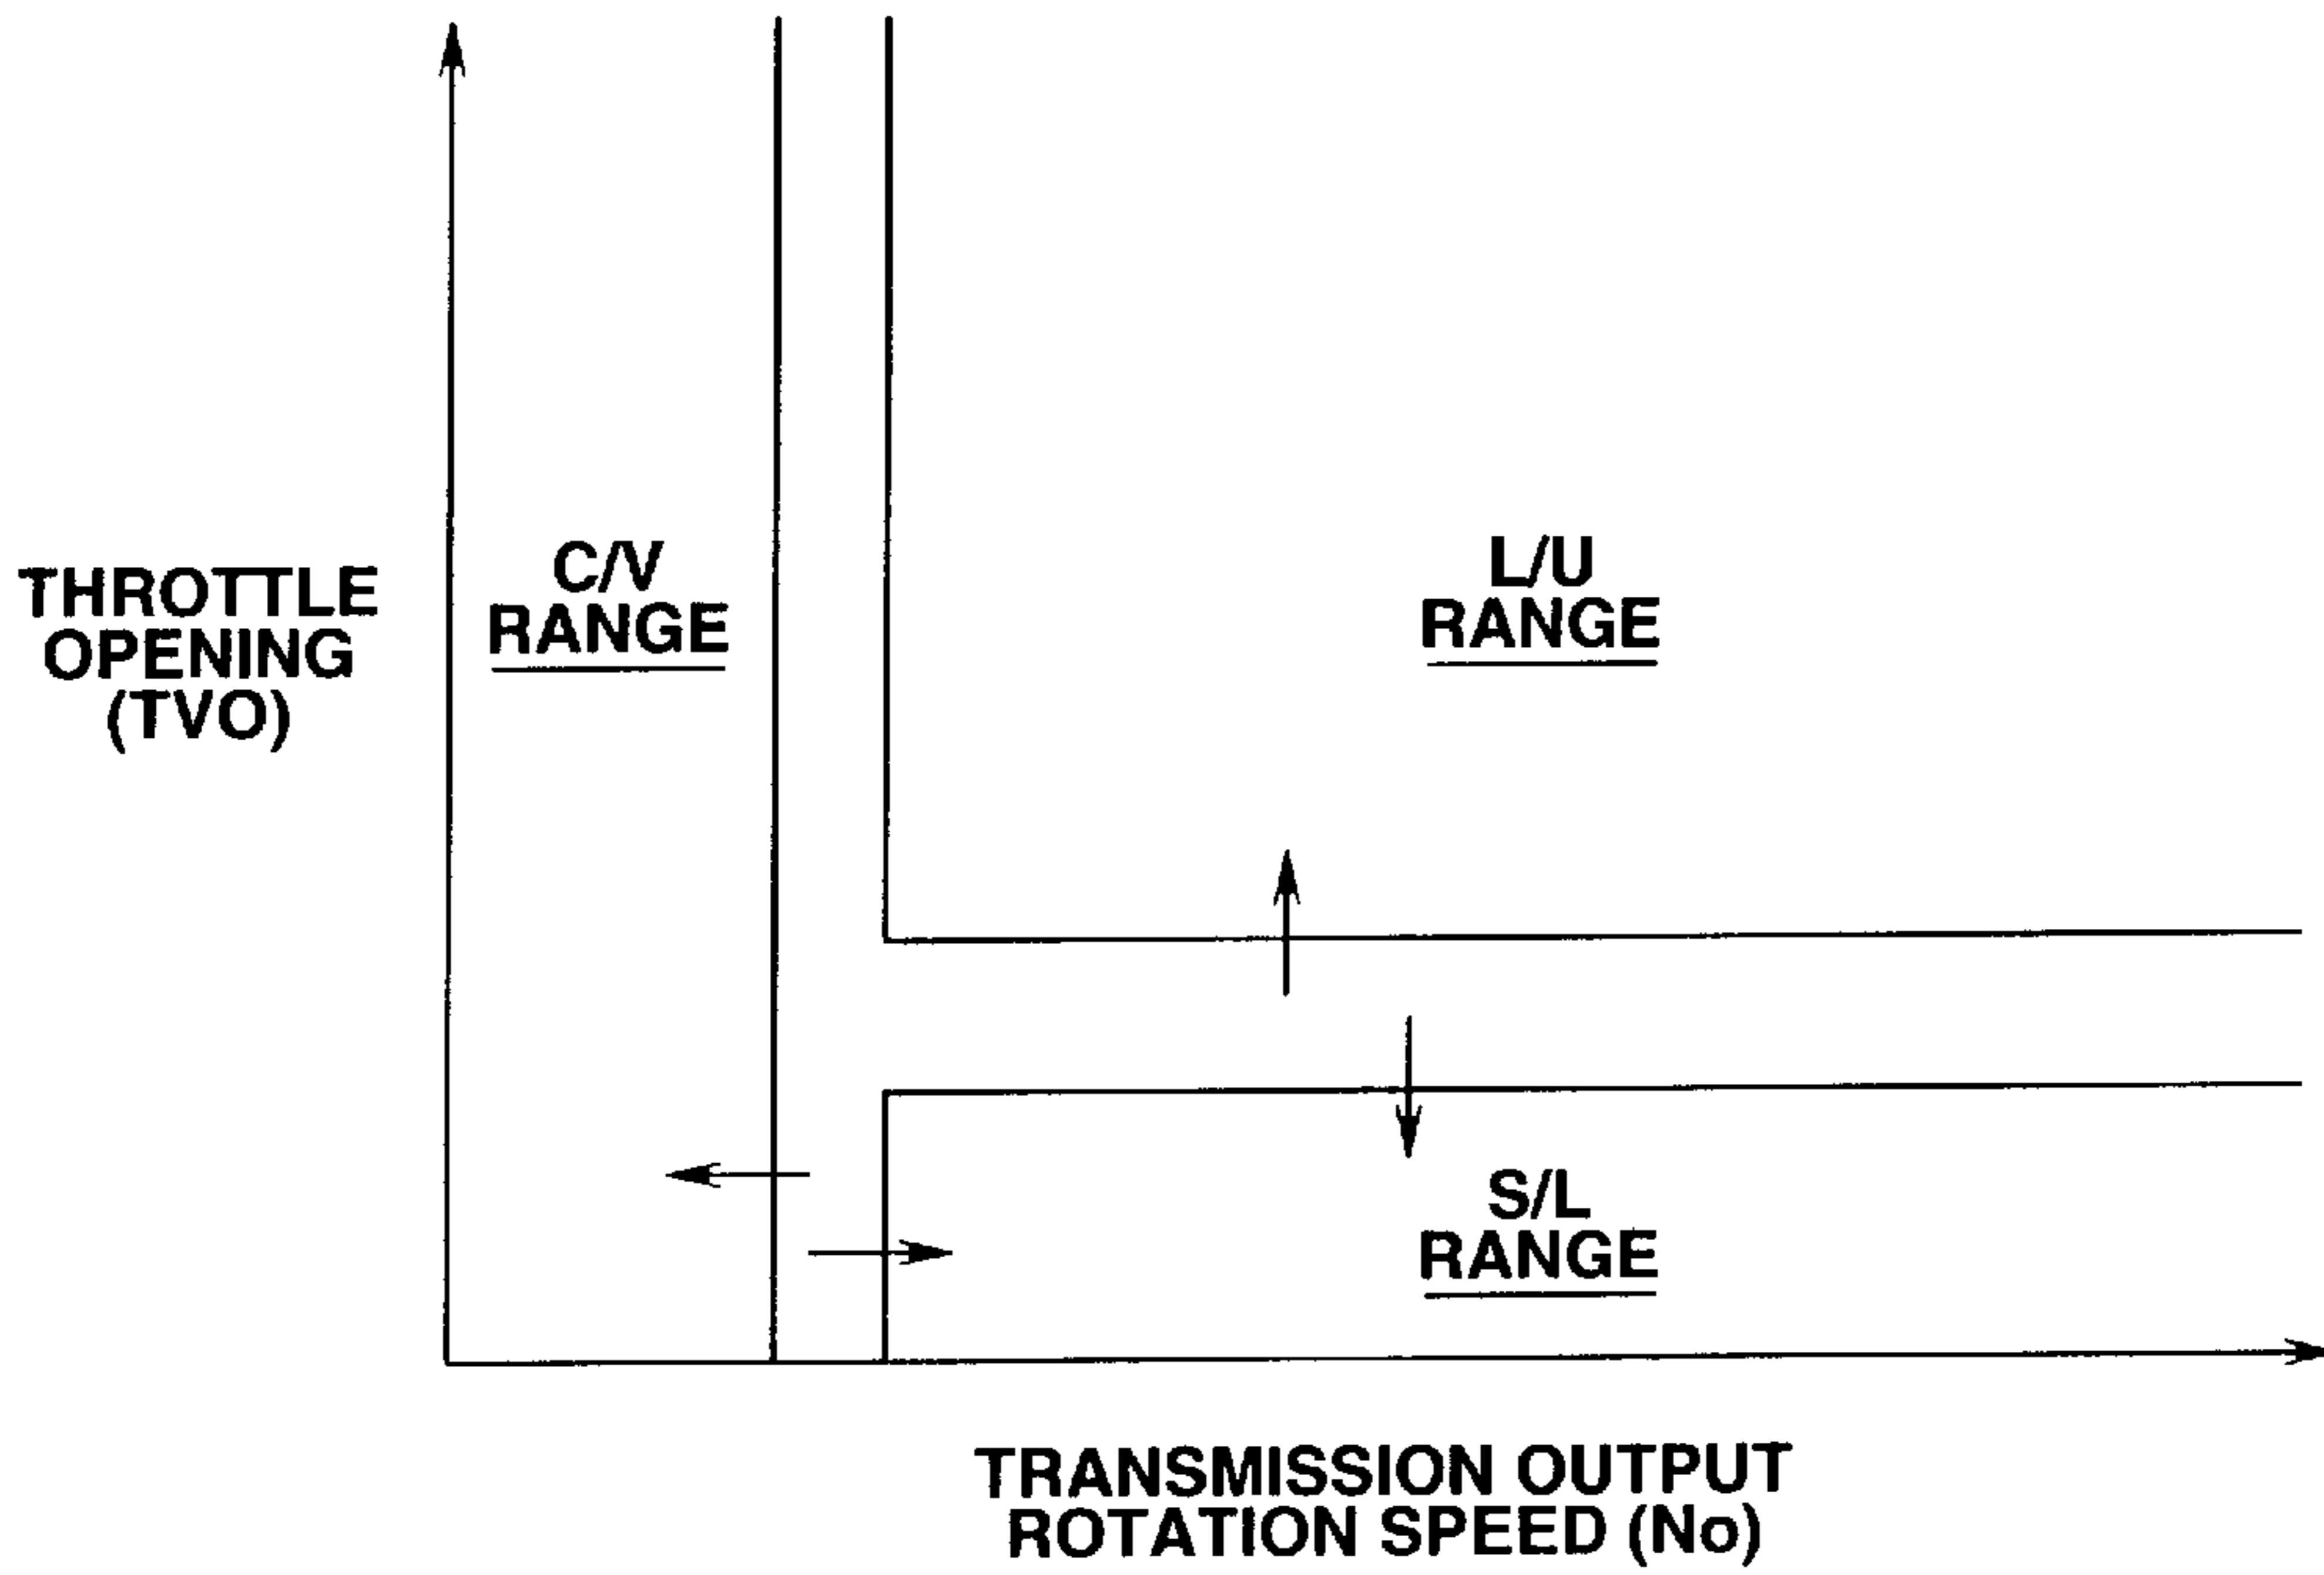 THROTTLE
OPENING
(TVO)
C/V
RANGE
L/U
RANGE
S/L
RANGE
TRANSMISSION OUTPUT
ROTATION SPEED (No)